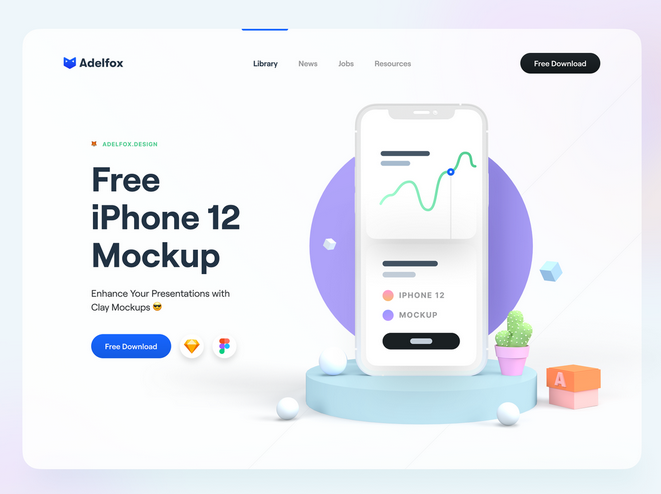 Adelfox
Library
News
Jobs
Resources
Free Download
ADELFOX.DESIGN
Free
iPhone 12
Mockup
Enhance Your Presentations with
Clay Mockups 😎
Free Download
IPHONE 12
MOCKUP
A